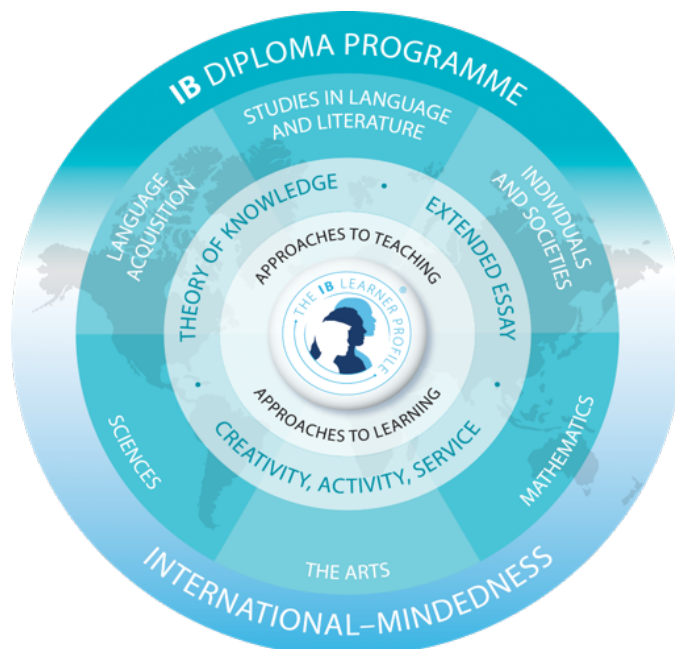 IB DIPLOMA PROGRAMME
STUDIES IN LANGUAGE
AND LITERATURE
LANGUAGE
ACQUISITION
INDIVIDUALS
AND SOCIETIES
THEORY OF KNOWLEDGE
•
EXTENDED ESSAY
APPROACHES TO TEACHING
• THE IB LEARNER PROFILE • ®
APPROACHES TO LEARNING
•
CREATIVITY, ACTIVITY, SERVICE
•
SCIENCES
MATHEMATICS
THE ARTS
INTERNATIONAL–MINDEDNESS